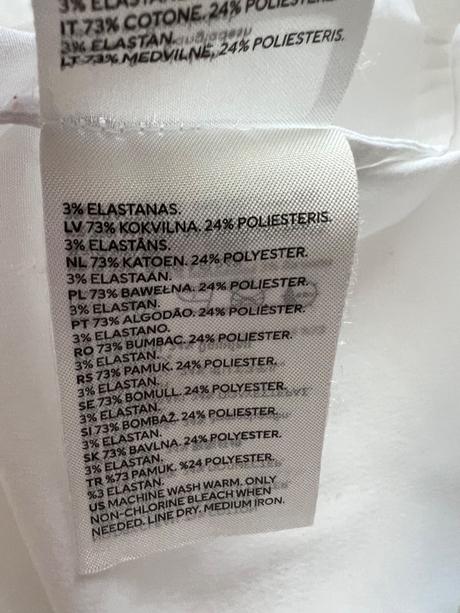 3% ELASTAN
IT 73% COTONE. 24% POLIESTERE.
3% ELASTAN.
LT 73% MEDVILNĖ, 24% POLIESTERIS.
3% ELASTANAS.
LV 73% KOKVILNA. 24% POLIESTERIS.
3% ELASTĀNS.
NL 73% KATOEN. 24% POLYESTER.
3% ELASTAAN.
PL 73% BAWEŁNA. 24% POLIESTER.
3% ELASTAN.
PT 73% ALGODÃO. 24% POLIÉSTER.
3% ELASTANO.
RO 73% BUMBAC. 24% POLIESTER.
3% ELASTAN.
RS 73% PAMUK. 24% POLIESTER.
3% ELASTAN.
SE 73% BOMULL. 24% POLYESTER.
3% ELASTAN.
SI 73% BOMBAŽ. 24% POLIESTER.
3% ELASTAN.
SK 73% BAVLNA. 24% POLYESTER.
3% ELASTAN.
TR %73 PAMUK. %24 POLYESTER.
%3 ELASTAN.
US MACHINE WASH WARM. ONLY
NON-CHLORINE BLEACH WHEN
NEEDED. LINE DRY. MEDIUM IRON.